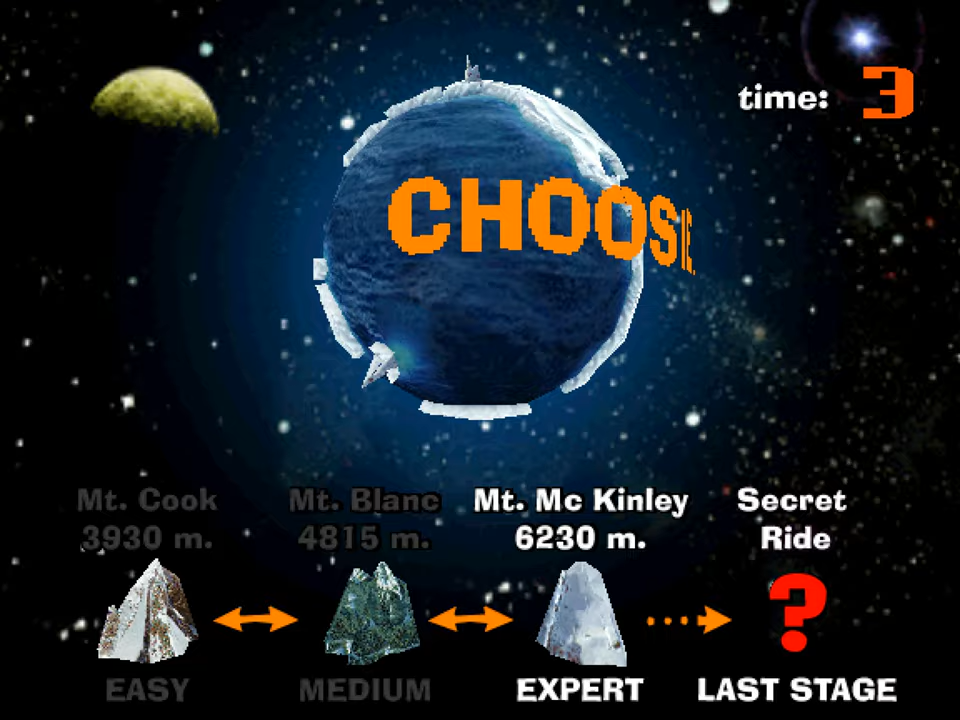 time: 3
CHOOSE
Mt. Cook
3930 m.
Mt. Blanc
4815 m.
Mt. Mc Kinley
6230 m.
Secret
Ride
?
EASY
MEDIUM
EXPERT
LAST STAGE